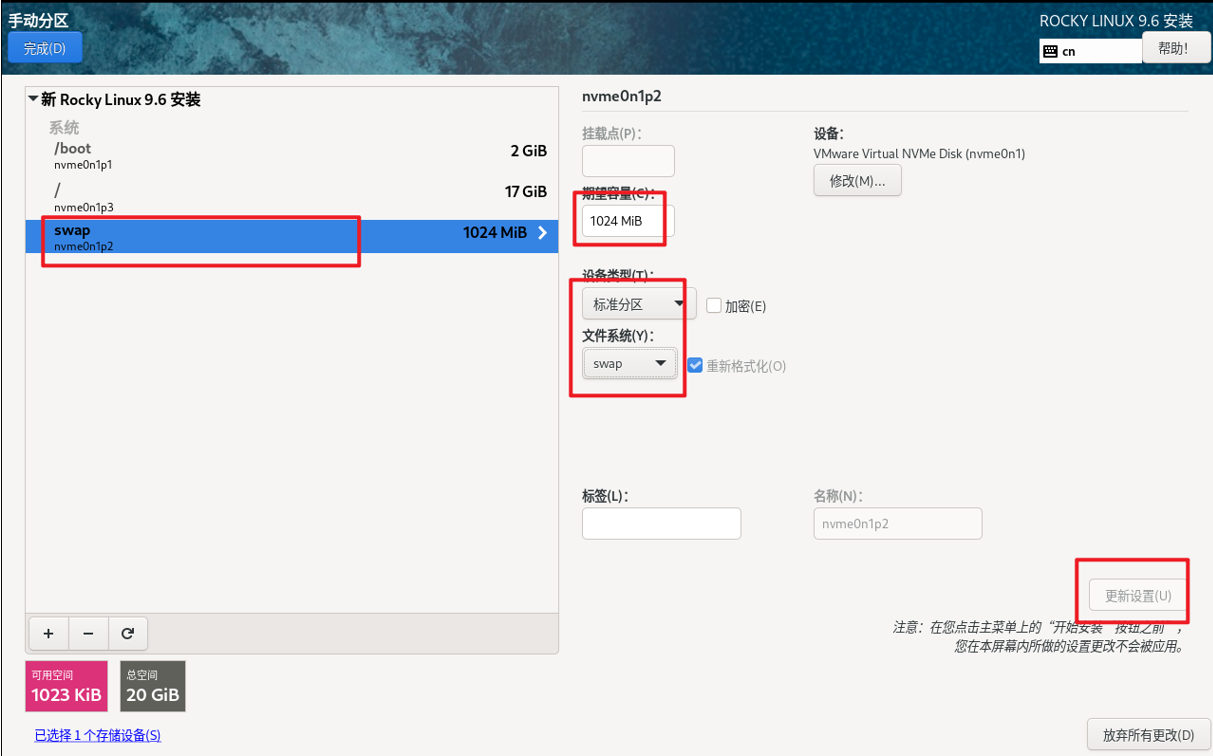 手动分区
完成(D)
ROCKY LINUX 9.6 安装
cn
帮助!
新 Rocky Linux 9.6 安装
系统
/boot
nvme0n1p1
2 GiB
/
nvme0n1p3
17 GiB
swap
nvme0n1p2
1024 MiB
nvme0n1p2
挂载点(P):
设备:
VMware Virtual NVMe Disk (nvme0n1)
修改(M)...
期望容量(C):
1024 MiB
设备类型(T):
标准分区
加密(E)
文件系统(Y):
swap
重新格式化(O)
标签(L):
名称(N):
nvme0n1p2
更新设置(U)
注意：在您点击主菜单上的“开始安装”按钮之前，
您在本屏幕内所做的设置更改不会被应用。
+
−
可用空间
1023 KiB
总空间
20 GiB
已选择 1 个存储设备(S)
放弃所有更改(D)